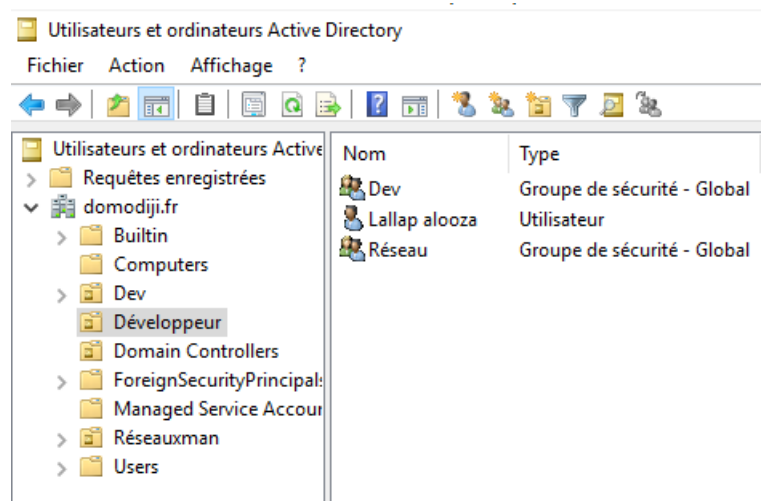 Utilisateurs et ordinateurs Active Directory
Fichier Action Affichage ?
Utilisateurs et ordinateurs Active
Requêtes enregistrées
domodiji.fr
Builtin
Computers
Dev
Développeur
Domain Controllers
ForeignSecurityPrincipals
Managed Service Accour
Réseauxman
Users
Nom Type
Dev Groupe de sécurité - Global
Lallap alooza Utilisateur
Réseau Groupe de sécurité - Global